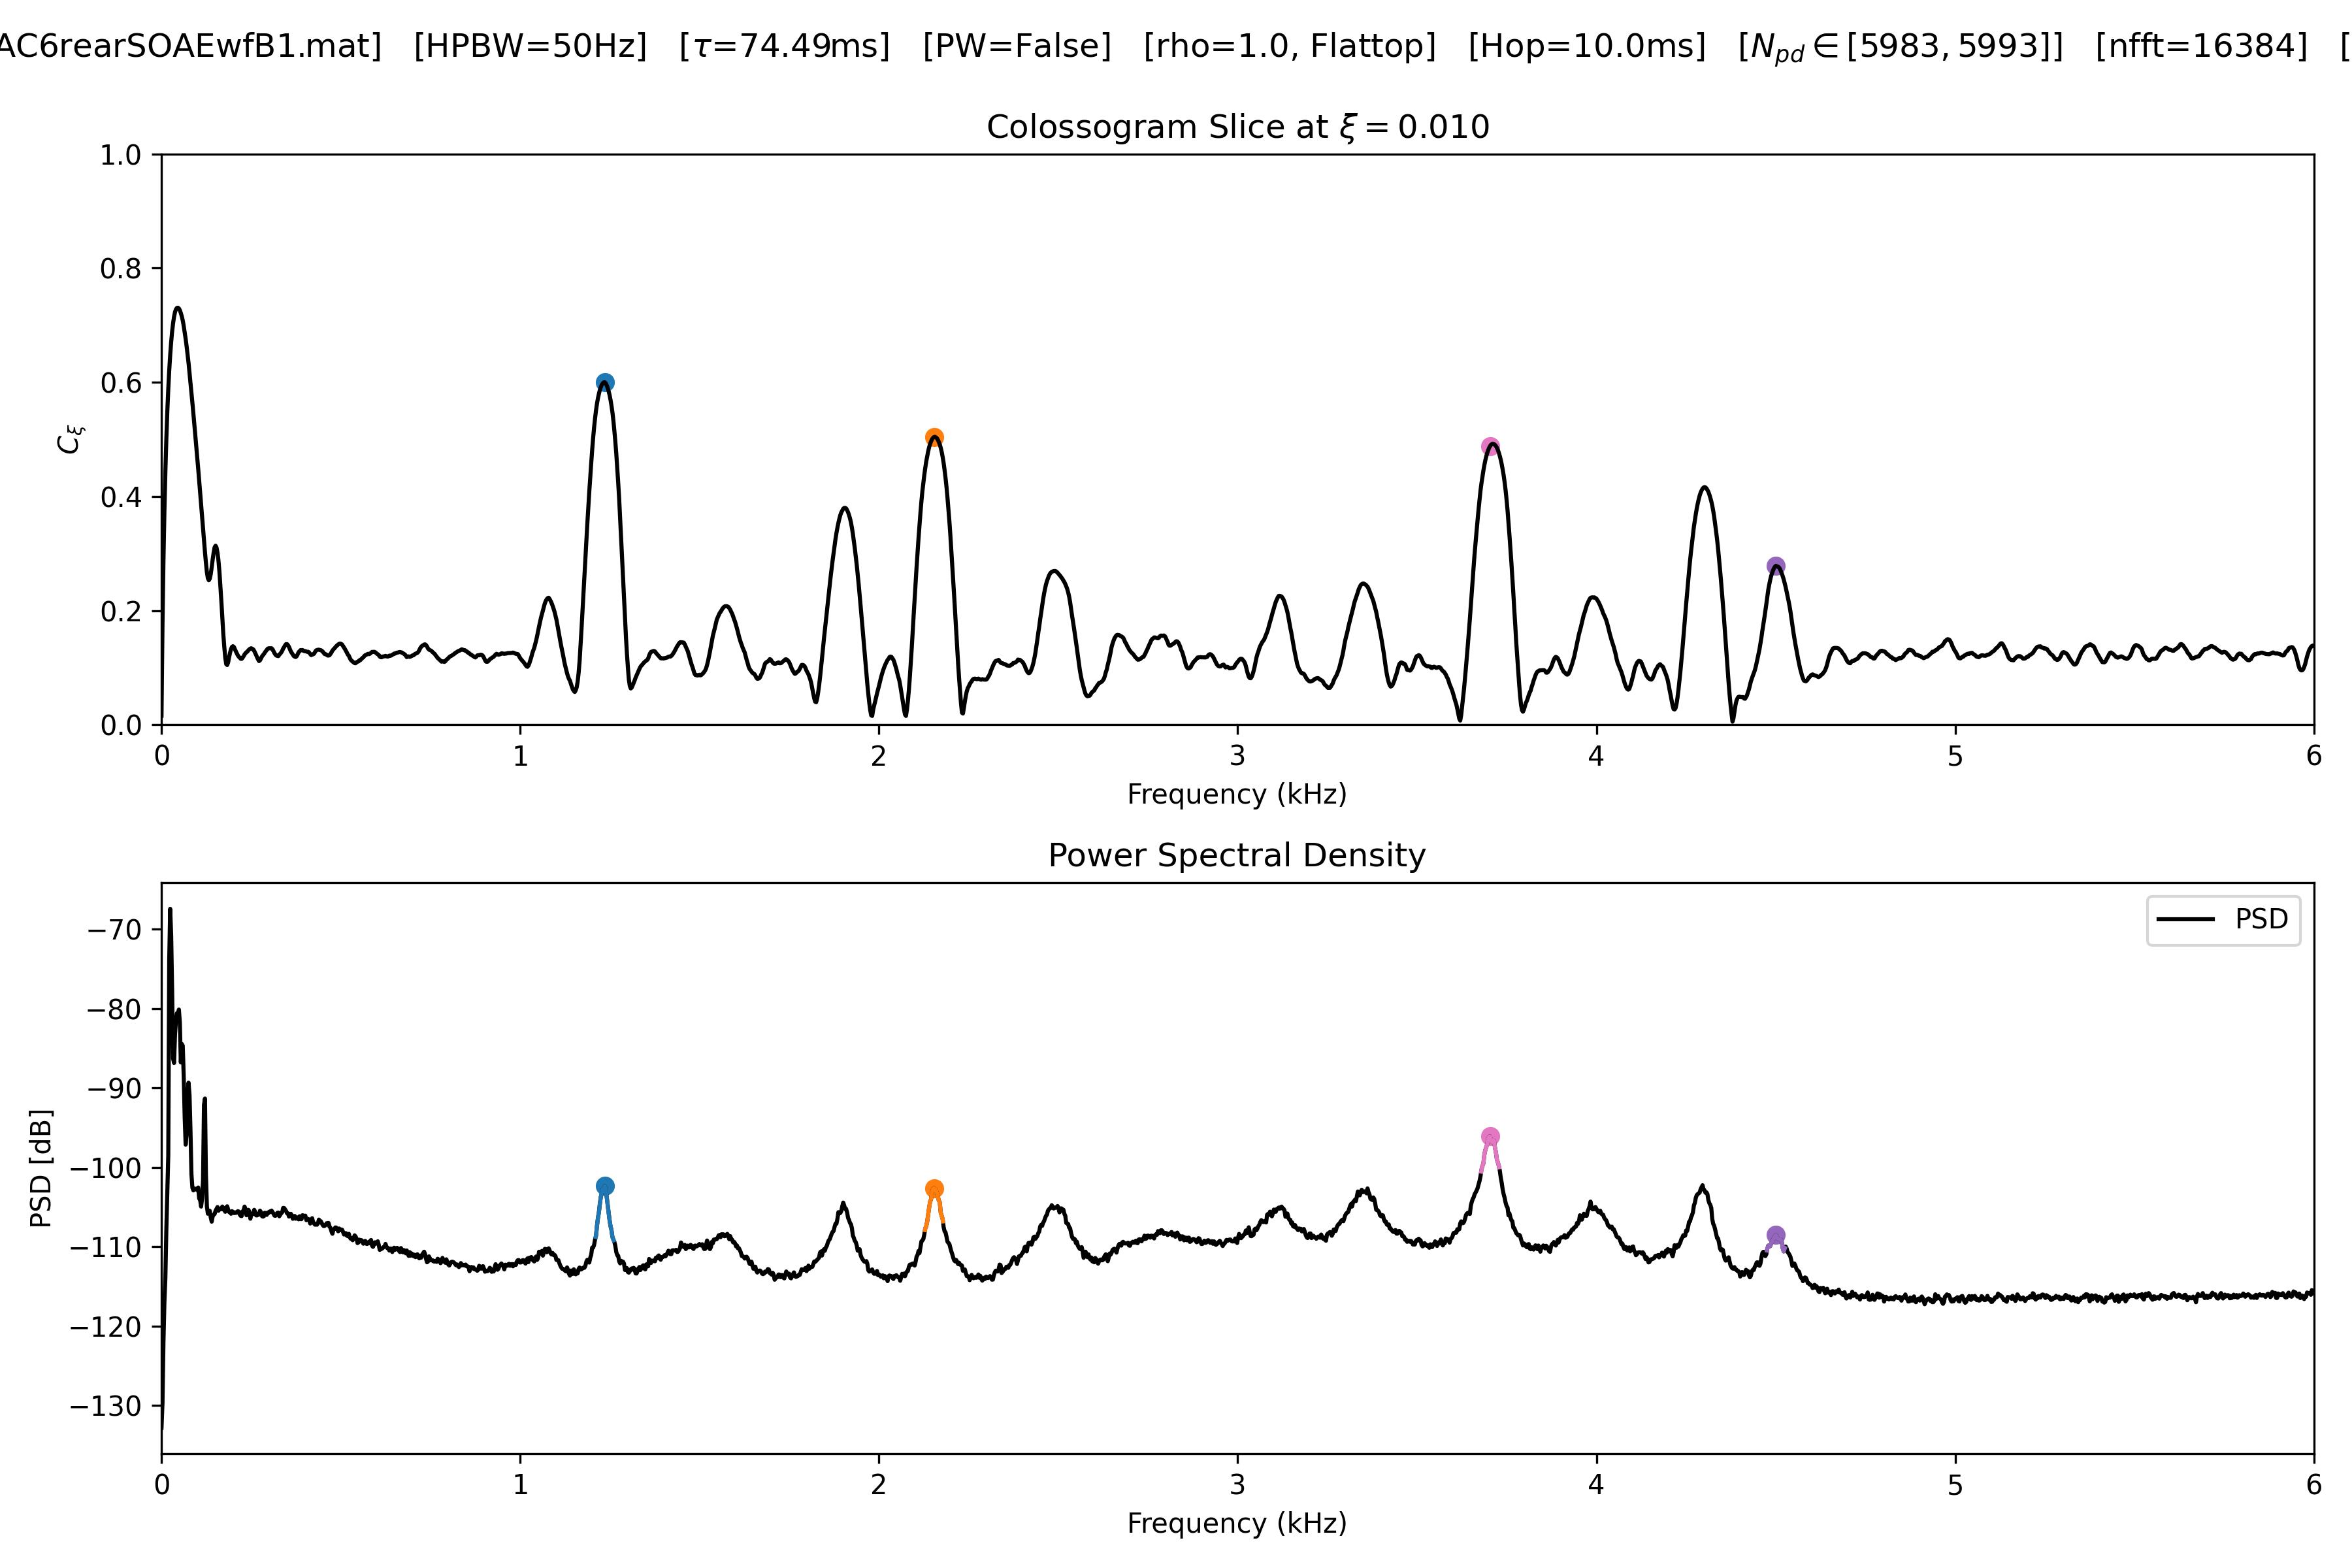 AC6rearSOAEwfB1.mat] [HPBW=50Hz] [τ=74.49ms] [PW=False] [rho=1.0, Flattop] [Hop=10.0ms] [N_pd ∈ [5983, 5993]] [nfft=16384] [
Colossogram Slice at ξ = 0.010
1.0
0.8
0.6
0.4
0.2
0.0
C_ξ
0 1 2 3 4 5 6
Frequency (kHz)
Power Spectral Density
PSD
−70
−80
−90
−100
−110
−120
−130
PSD [dB]
0 1 2 3 4 5 6
Frequency (kHz)